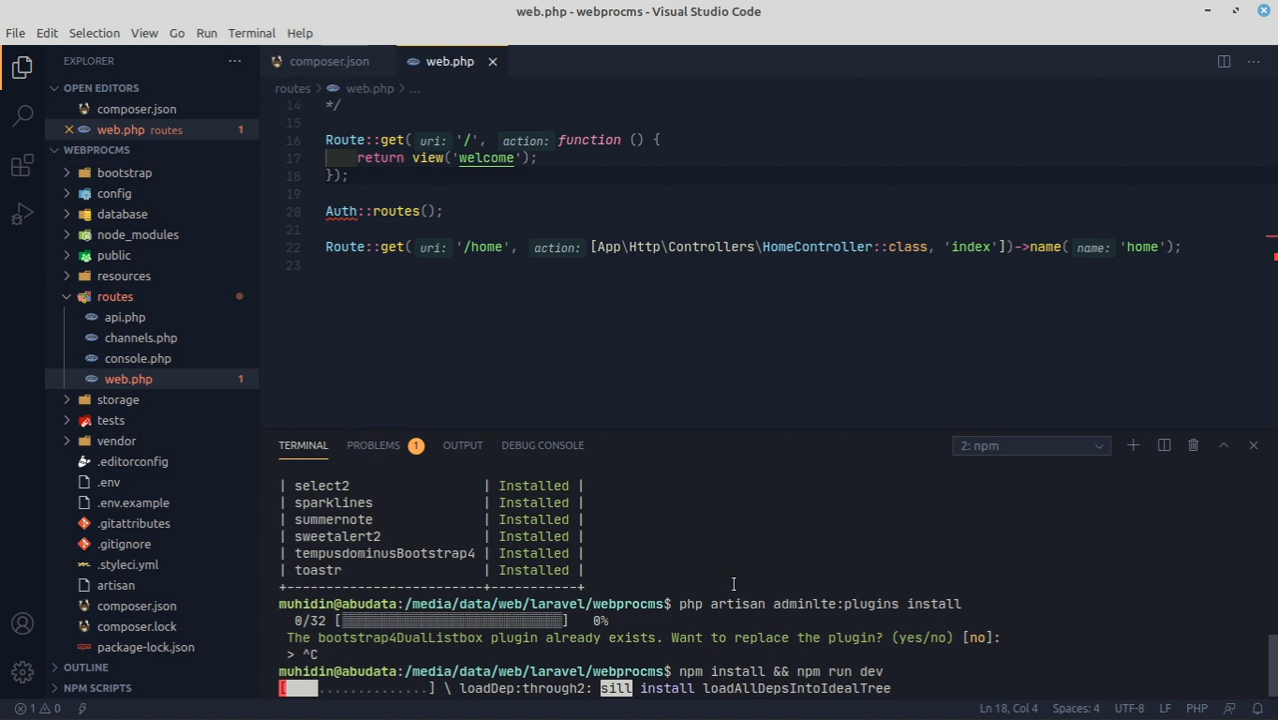 web.php - webprocms - Visual Studio Code
File Edit Selection View Go Run Terminal Help
EXPLORER
OPEN EDITORS
composer.json
web.php routes 1
WEBPROCMS
bootstrap
config
database
node_modules
public
resources
routes
api.php
channels.php
console.php
web.php 1
storage
tests
vendor
.editorconfig
.env
.env.example
.gitattributes
.gitignore
.styleci.yml
artisan
composer.json
composer.lock
package-lock.json
OUTLINE
NPM SCRIPTS
composer.json web.php
routes > web.php > ...
14 */
15
16 Route::get( uri: '/', action: function () {
17 return view('welcome');
18 });
19
20 Auth::routes();
21
22 Route::get( uri: '/home', action: [App\Http\Controllers\HomeController::class, 'index'])->name( name: 'home');
23
TERMINAL PROBLEMS 1 OUTPUT DEBUG CONSOLE 2: npm
| select2 | Installed |
| sparklines | Installed |
| summernote | Installed |
| sweetalert2 | Installed |
| tempusdominusBootstrap4 | Installed |
| toastr | Installed |
+-------------------------+-----------+
muhidin@abudata:/media/data/web/laravel/webprocms$ php artisan adminlte:plugins install
0/32 [░░░░░░░░░░░░░░░░░░░░░░░░░░░░] 0%
The bootstrap4DualListbox plugin already exists. Want to replace the plugin? (yes/no) [no]:
> ^C
muhidin@abudata:/media/data/web/laravel/webprocms$ npm install && npm run dev
[ ..............] \ loadDep:through2: sill install loadAllDepsIntoIdealTree
1 0 Ln 18, Col 4 Spaces: 4 UTF-8 LF PHP